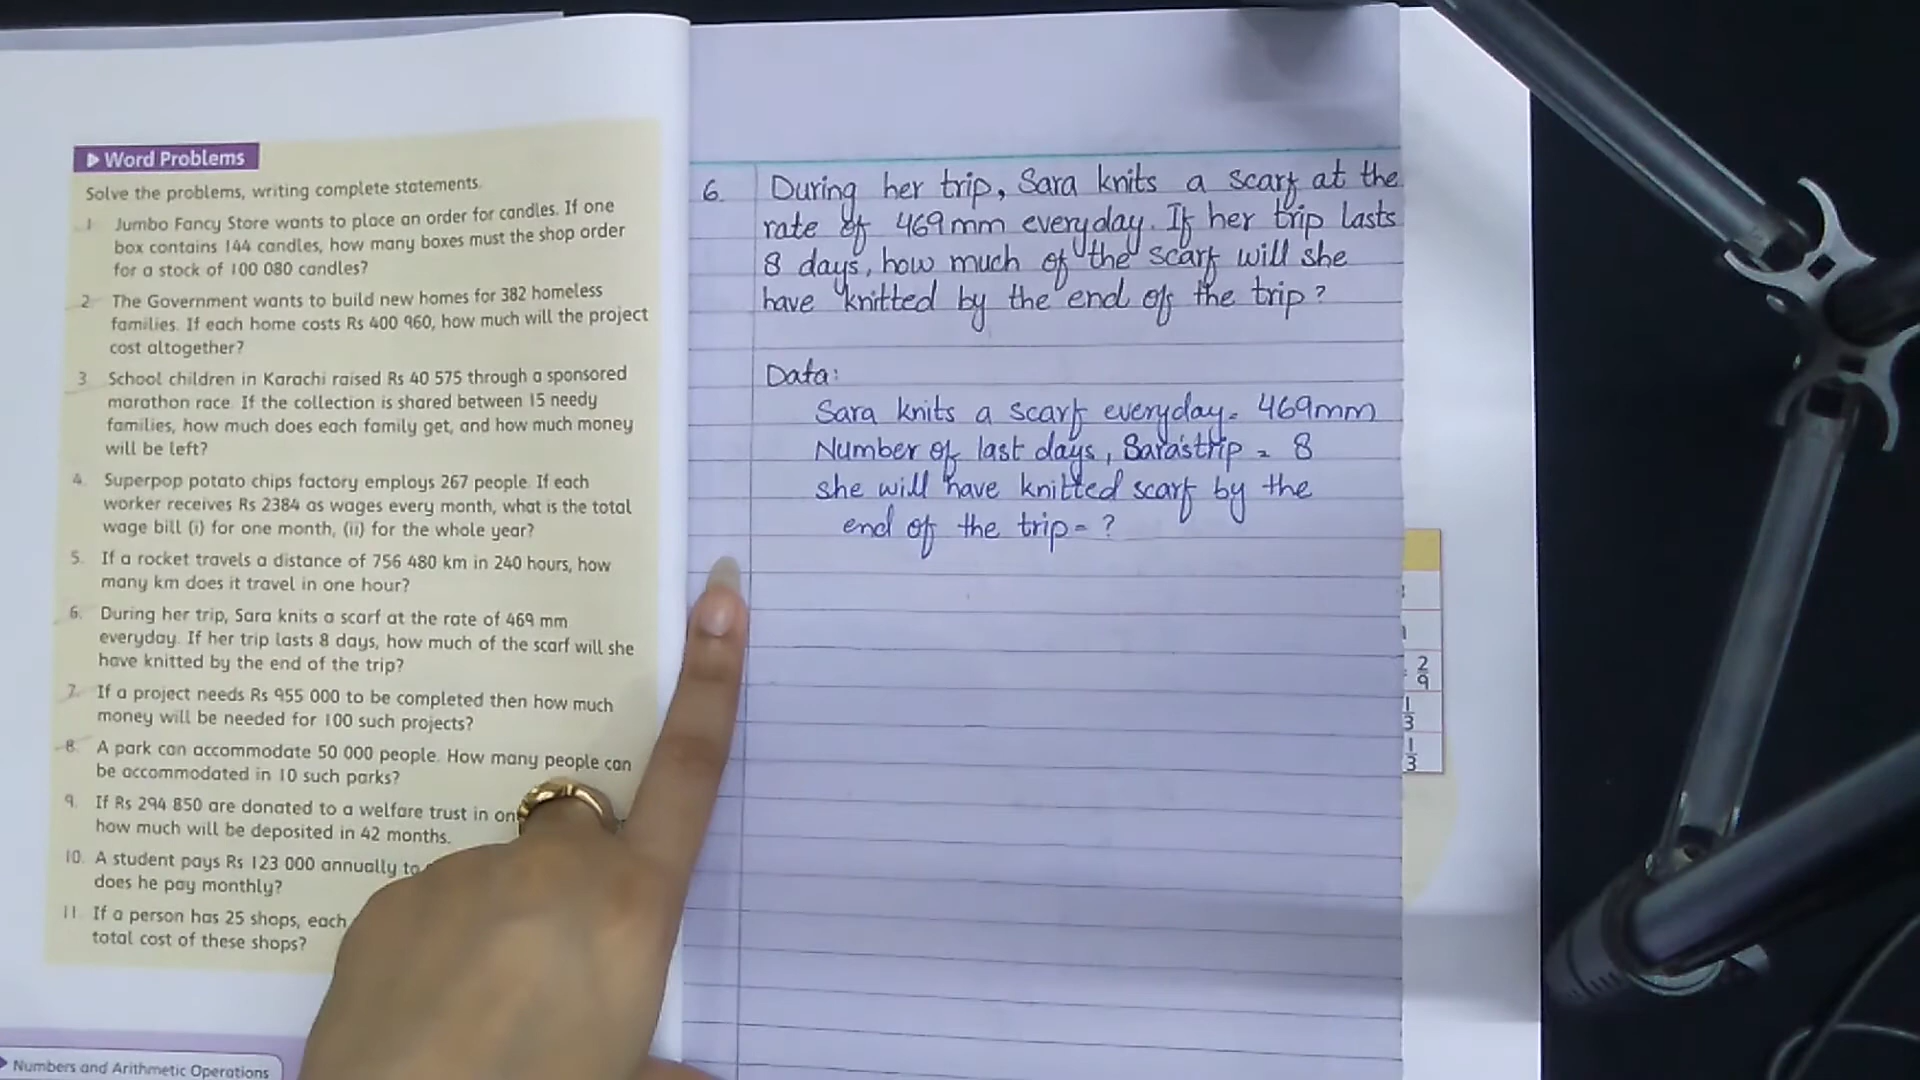 Word Problems
Solve the problems, writing complete statements.
1 Jumbo Fancy Store wants to place an order for candles. If one
box contains 144 candles, how many boxes must the shop order
for a stock of 100 080 candles?
2. The Government wants to build new homes for 382 homeless
families. If each home costs Rs 400 960, how much will the project
cost altogether?
3 School children in Karachi raised Rs 40 575 through a sponsored
marathon race. If the collection is shared between 15 needy
families, how much does each family get, and how much money
will be left?
4. Superpop potato chips factory employs 267 people. If each
worker receives Rs 2384 as wages every month, what is the total
wage bill (i) for one month, (ii) for the whole year?
5. If a rocket travels a distance of 756 480 km in 240 hours, how
many km does it travel in one hour?
6. During her trip, Sara knits a scarf at the rate of 469 mm
everyday. If her trip lasts 8 days, how much of the scarf will she
have knitted by the end of the trip?
7. If a project needs Rs 955 000 to be completed then how much
money will be needed for 100 such projects?
8. A park can accommodate 50 000 people. How many people can
be accommodated in 10 such parks?
9. If Rs 294 850 are donated to a welfare trust in
how much will be deposited in 42 months.
10. A student pays Rs 123 000 annually to
does he pay monthly?
11. If a person has 25 shops, each
total cost of these shops?
Numbers and Arithmetic Operations
6. During her trip, Sara knits a scarf at the
rate of 469mm everyday. If her trip lasts
8 days, how much of the scarf will she
have knitted by the end of the trip?
Data:
Sara knits a scarf everyday = 469mm
Number of last days, Sara's trip = 8
she will have knitted scarf by the
end of the trip = ?
2/9
1/3
1/3